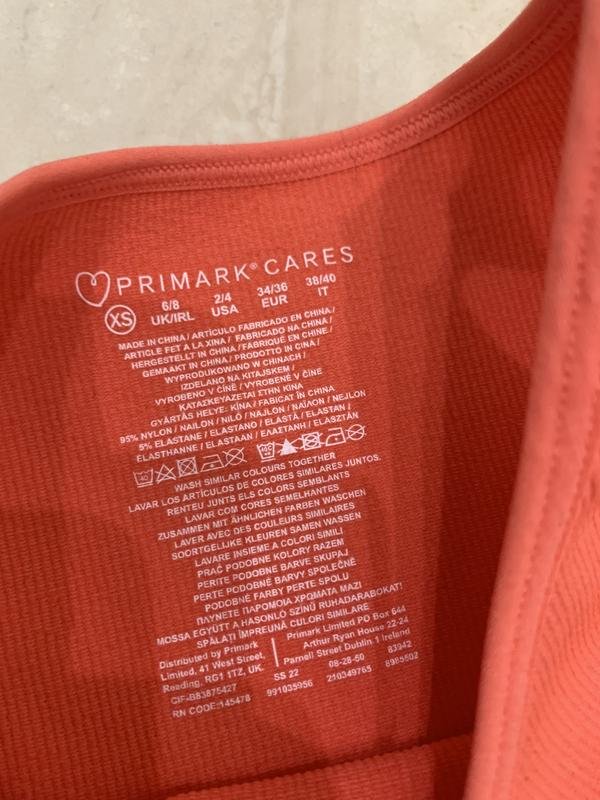 PRIMARK® CARES
XS 6/8 UK/IRL 2/4 USA 34/36 EUR 38/40 IT
MADE IN CHINA / ARTÍCULO FABRICADO EN CHINA /
ARTICLE FET A LA XINA / FABRICADO NA CHINA /
HERGESTELLT IN CHINA / FABRIQUÉ EN CHINE /
GEMAAKT IN CHINA / PRODOTTO IN CINA /
WYPRODUKOWANO W CHINACH /
IZDELANO NA KITAJSKEM /
VYROBENO V ČÍNĚ / VYROBENÉ V ČÍNE
ΚΑΤΑΣΚΕΥΑΖΕΤΑΙ ΣΤΗΝ ΚΙΝΑ
GYÁRTÁS HELYE: KÍNA / FABICAT ÎN CHINA
95% NYLON / NAILON / NILÓ / NAJLON / ΝΑΪΛΟΝ / NEJLON
5% ELASTANE / ELASTANO / ELASTÀ / ELASTAN /
ÉLASTHANNE / ELASTAAN / ΕΛΑΣΤΑΝΗ / ELASZTÁN
40
WASH SIMILAR COLOURS TOGETHER
LAVAR LOS ARTÍCULOS DE COLORES SIMILARES JUNTOS.
RENTEU JUNTS ELS COLORS SEMBLANTS
LAVAR COM CORES SEMELHANTES
ZUSAMMEN MIT ÄHNLICHEN FARBEN WASCHEN
LAVER AVEC DES COULEURS SIMILAIRES
SOORTGELIJKE KLEUREN SAMEN WASSEN
LAVARE INSIEME A COLORI SIMILI
PRAĆ PODOBNE KOLORY RAZEM
PERITE PODOBNE BARVE SKUPAJ
PERTE PODOBNÉ BARVY SPOLEČNĚ
PODOBNÉ FARBY PERTE SPOLU
ΠΛΥΝΕΤΕ ΠΑΡΟΜΟΙΑ ΧΡΩΜΑΤΑ ΜΑΖΙ
MOSSA EGYÜTT A HASONLÓ SZÍNŰ RUHADARABOKAT!
SPĂLAȚI ÎMPREUNĂ CULORI SIMILARE
Distributed by Primark
Limited, 41 West Street,
Reading, RG1 1TZ, UK.
CIF-B83875427
RN CODE:145478
Primark Limited PO Box 644
Arthur Ryan House 22-24
Parnell Street Dublin 1 Ireland
SS 22 08-28-50 83942
991035956 210349765 8985502